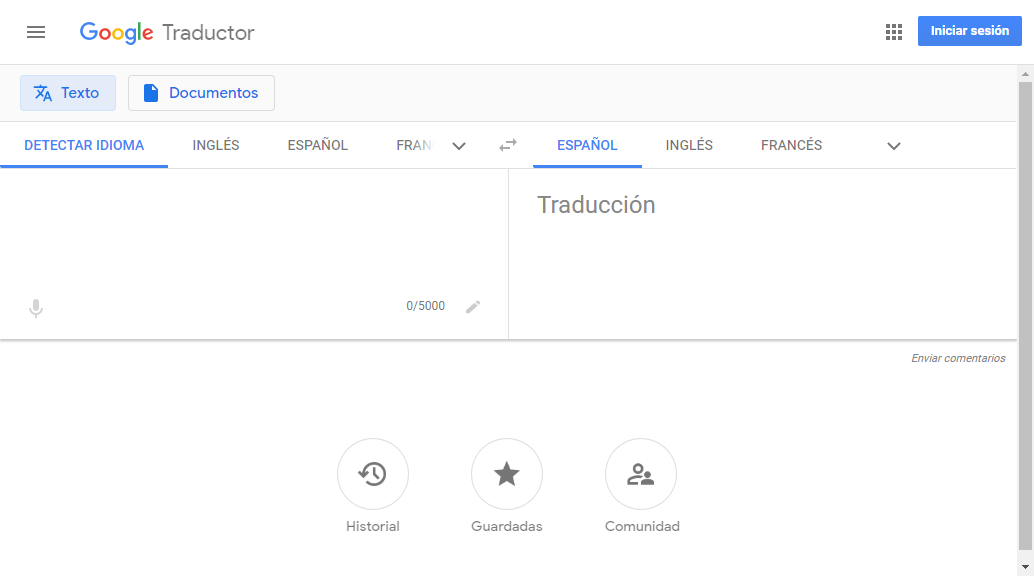 Google Traductor
Iniciar sesión
Texto
Documentos
DETECTAR IDIOMA
INGLÉS
ESPAÑOL
FRAN
ESPAÑOL
INGLÉS
FRANCÉS
Traducción
0/5000
Enviar comentarios
Historial
Guardadas
Comunidad